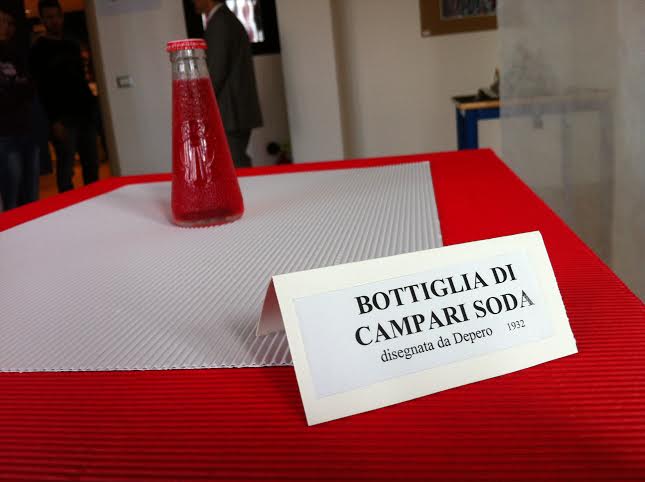 BOTTIGLIA DI
CAMPARI SODA
disegnata da Depero 1932